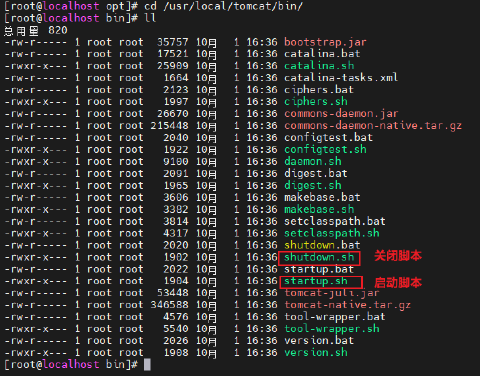 [root@localhost opt]# cd /usr/local/tomcat/bin/
[root@localhost bin]# ll
总用量 820
-rw-r----- 1 root root  35757 10月   1 16:36 bootstrap.jar
-rw-r----- 1 root root  17521 10月   1 16:36 catalina.bat
-rwxr-x--- 1 root root  25909 10月   1 16:36 catalina.sh
-rw-r----- 1 root root   1664 10月   1 16:36 catalina-tasks.xml
-rw-r----- 1 root root   2123 10月   1 16:36 ciphers.bat
-rwxr-x--- 1 root root   1997 10月   1 16:36 ciphers.sh
-rw-r----- 1 root root  26670 10月   1 16:36 commons-daemon.jar
-rw-r----- 1 root root 215448 10月   1 16:36 commons-daemon-native.tar.gz
-rw-r----- 1 root root   2040 10月   1 16:36 configtest.bat
-rwxr-x--- 1 root root   1922 10月   1 16:36 configtest.sh
-rwxr-x--- 1 root root   9100 10月   1 16:36 daemon.sh
-rw-r----- 1 root root   2091 10月   1 16:36 digest.bat
-rwxr-x--- 1 root root   1965 10月   1 16:36 digest.sh
-rw-r----- 1 root root   3606 10月   1 16:36 makebase.bat
-rwxr-x--- 1 root root   3382 10月   1 16:36 makebase.sh
-rw-r----- 1 root root   3814 10月   1 16:36 setclasspath.bat
-rwxr-x--- 1 root root   4317 10月   1 16:36 setclasspath.sh
-rw-r----- 1 root root   2020 10月   1 16:36 shutdown.bat
-rwxr-x--- 1 root root   1902 10月   1 16:36 shutdown.sh 关闭脚本
-rw-r----- 1 root root   2022 10月   1 16:36 startup.bat
-rwxr-x--- 1 root root   1904 10月   1 16:36 startup.sh 启动脚本
-rw-r----- 1 root root  53448 10月   1 16:36 tomcat-juli.jar
-rw-r----- 1 root root 346588 10月   1 16:36 tomcat-native.tar.gz
-rw-r----- 1 root root   4576 10月   1 16:36 tool-wrapper.bat
-rwxr-x--- 1 root root   5540 10月   1 16:36 tool-wrapper.sh
-rw-r----- 1 root root   2026 10月   1 16:36 version.bat
-rwxr-x--- 1 root root   1908 10月   1 16:36 version.sh
[root@localhost bin]#